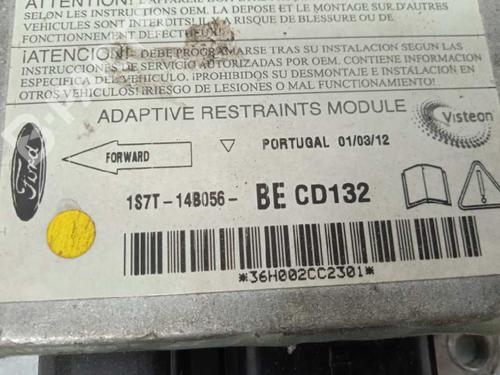 SELON LES INSTRUCTIONS OEM. LA DEPOSE ET LE MONTAGE SUR D'AUTRES
VEHICULES SONT INTERDITS! IL Y A RISQUE DE BLESSURE OU DE
FONCTIONNEMENT DEFECTUEUX!
¡ATENCION! DEBE PROGRAMARSE TRAS SU INSTALACION SEGUN LAS
INSTRUCCIONES DE SERVICIO AUTORIZADAS POR OEM. CONTIENE INFORMACION
ESPECIFICA DEL VEHICULO. ¡PROHIBIDOS SU DESMONTAJE E INSTALACION EN
OTROS VEHICULOS! ¡RIESGO DE LESIONES O MAL FUNCIONAMIENTO!
ADAPTIVE RESTRAINTS MODULE
Visteon
Ford
FORWARD
PORTUGAL 01/03/12
1S7T-14B056- BE CD132
*36H002CC2301*